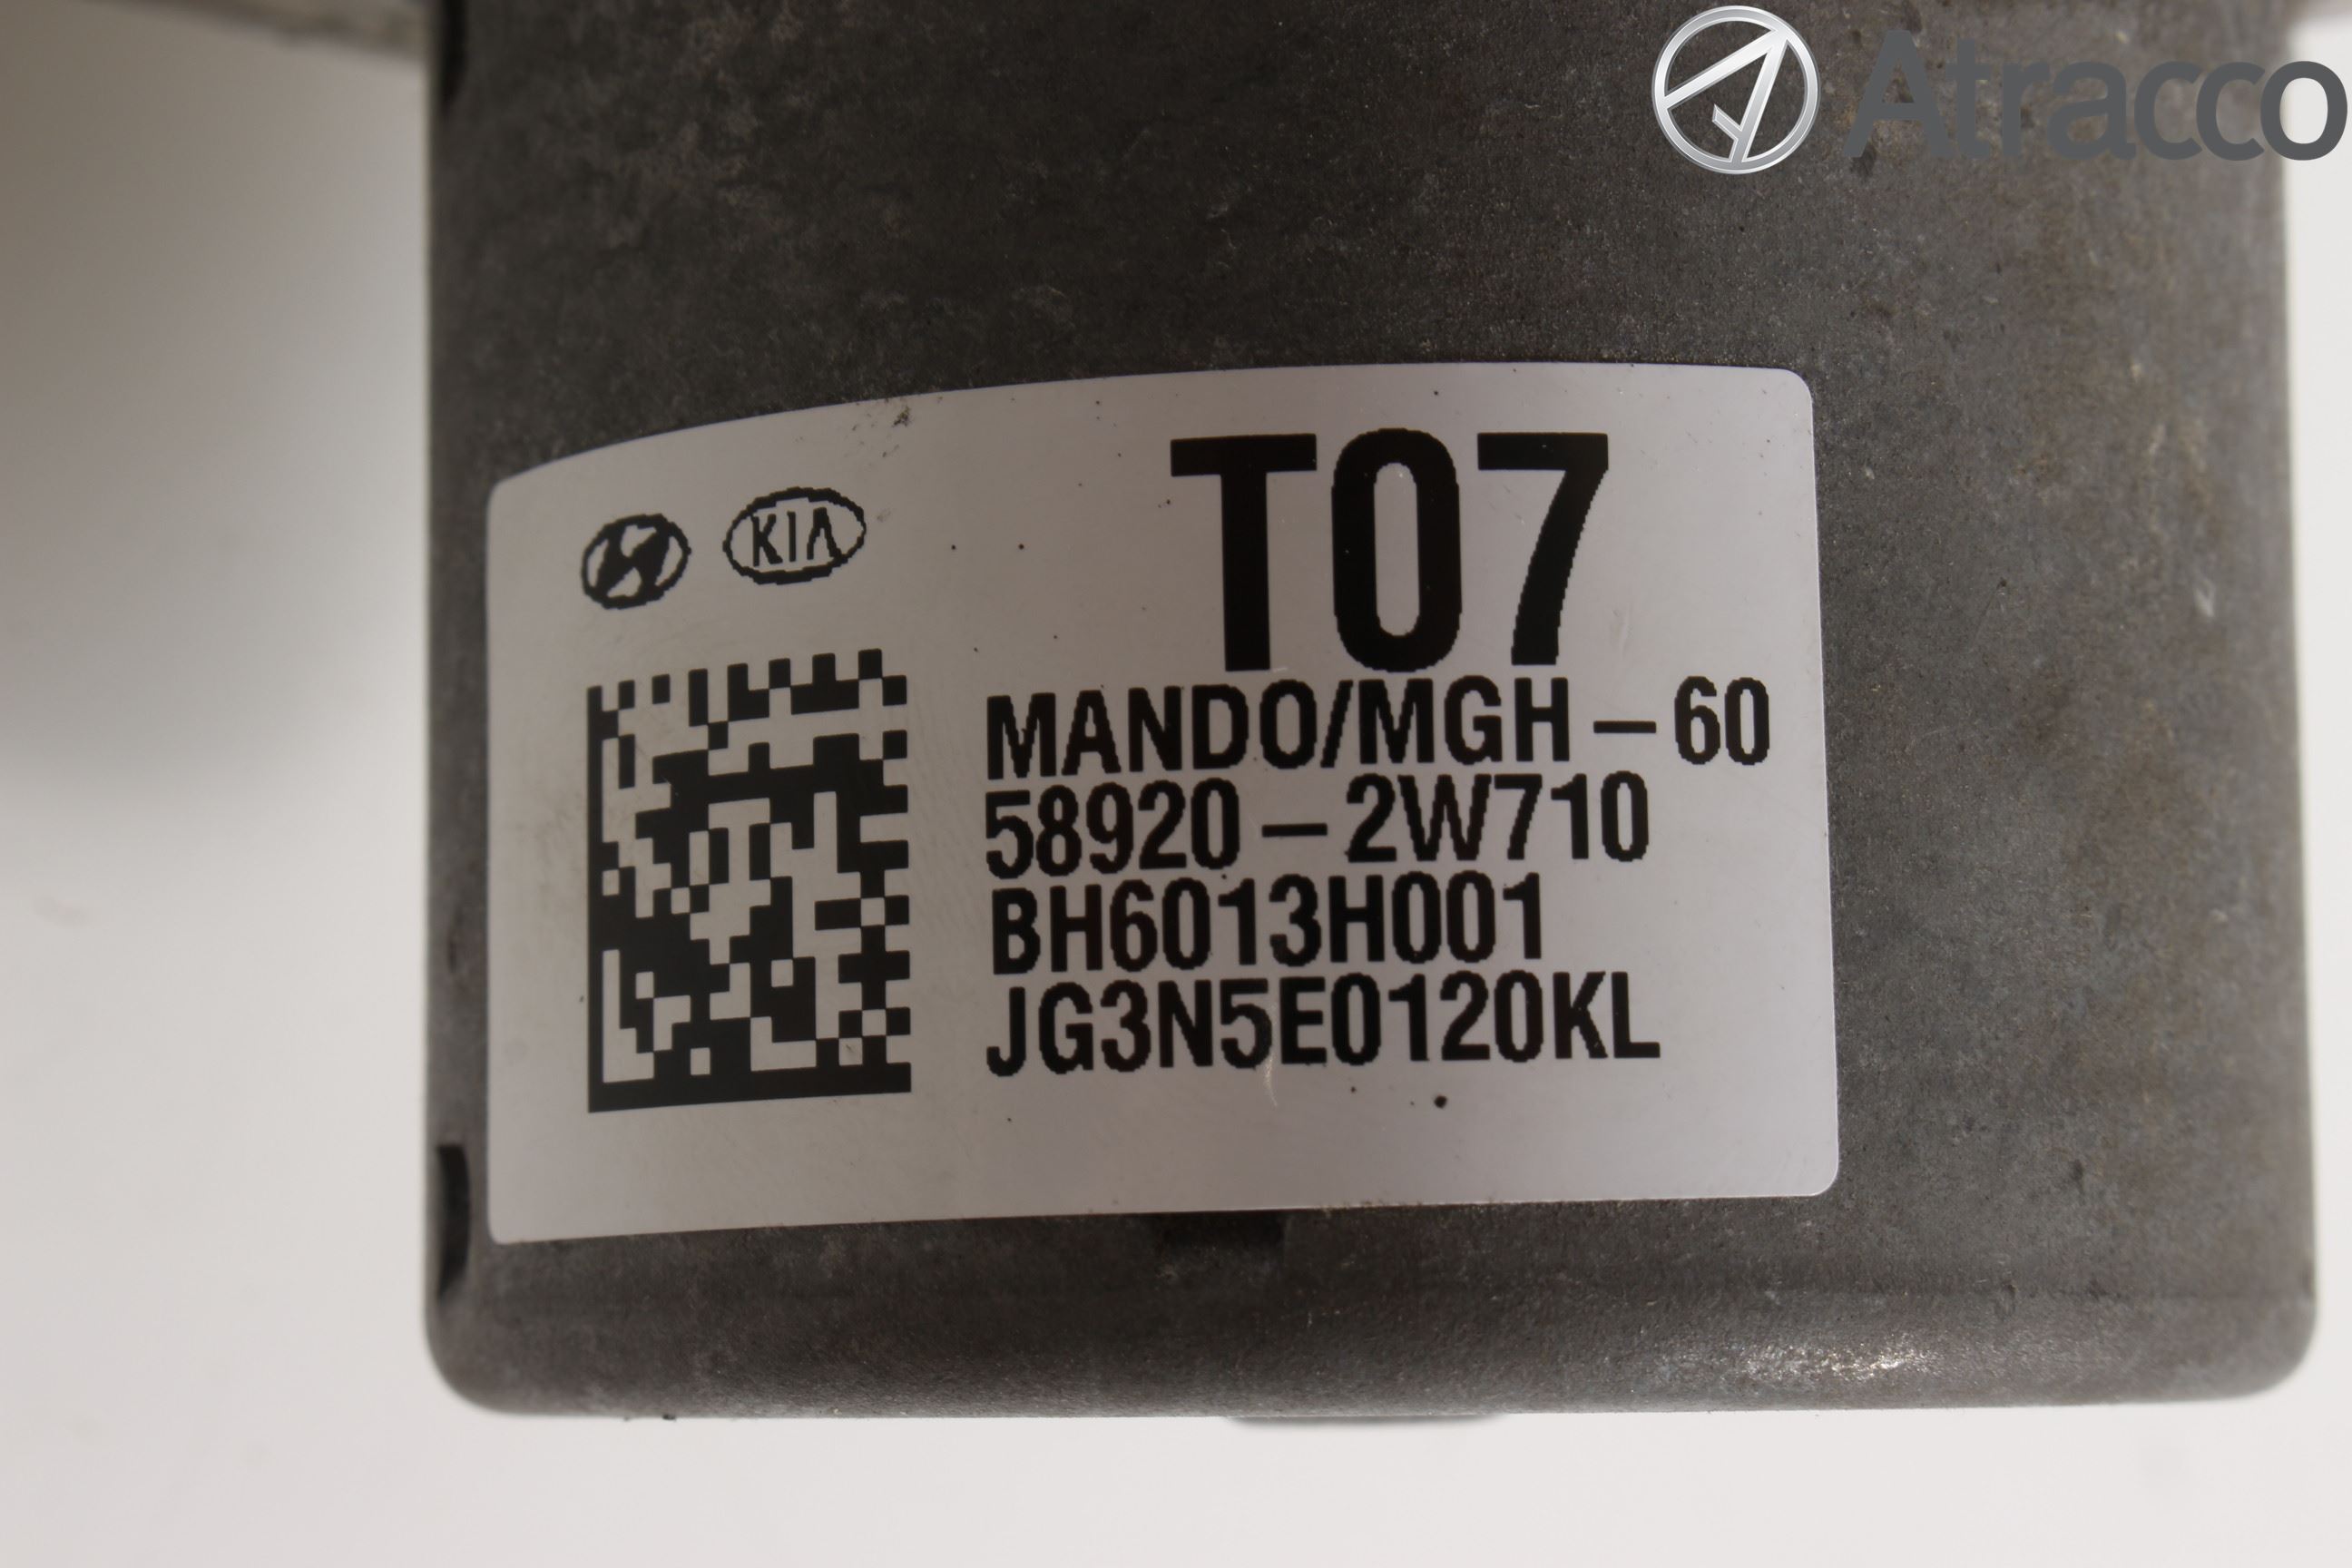 Atracco
KIA
T07
MANDO/MGH-60
58920-2W710
BH6013H001
JG3N5E0120KL